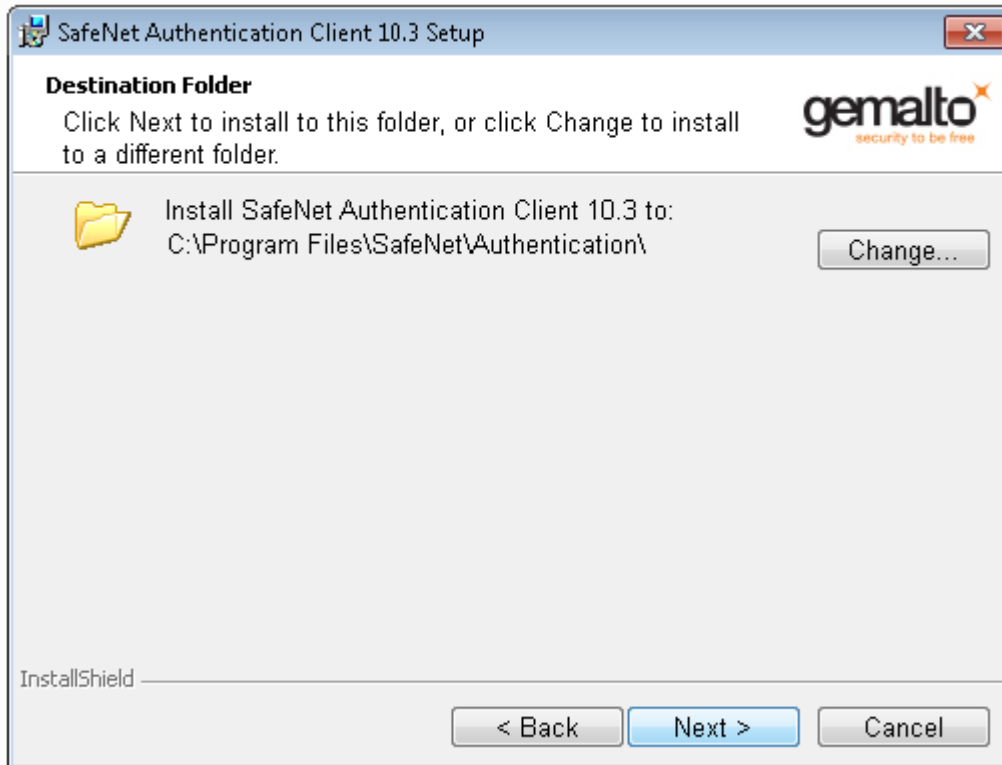 SafeNet Authentication Client 10.3 Setup
Destination Folder
Click Next to install to this folder, or click Change to install
to a different folder.
gemalto
security to be free
Install SafeNet Authentication Client 10.3 to:
C:\Program Files\SafeNet\Authentication\
Change...
InstallShield
< Back
Next >
Cancel